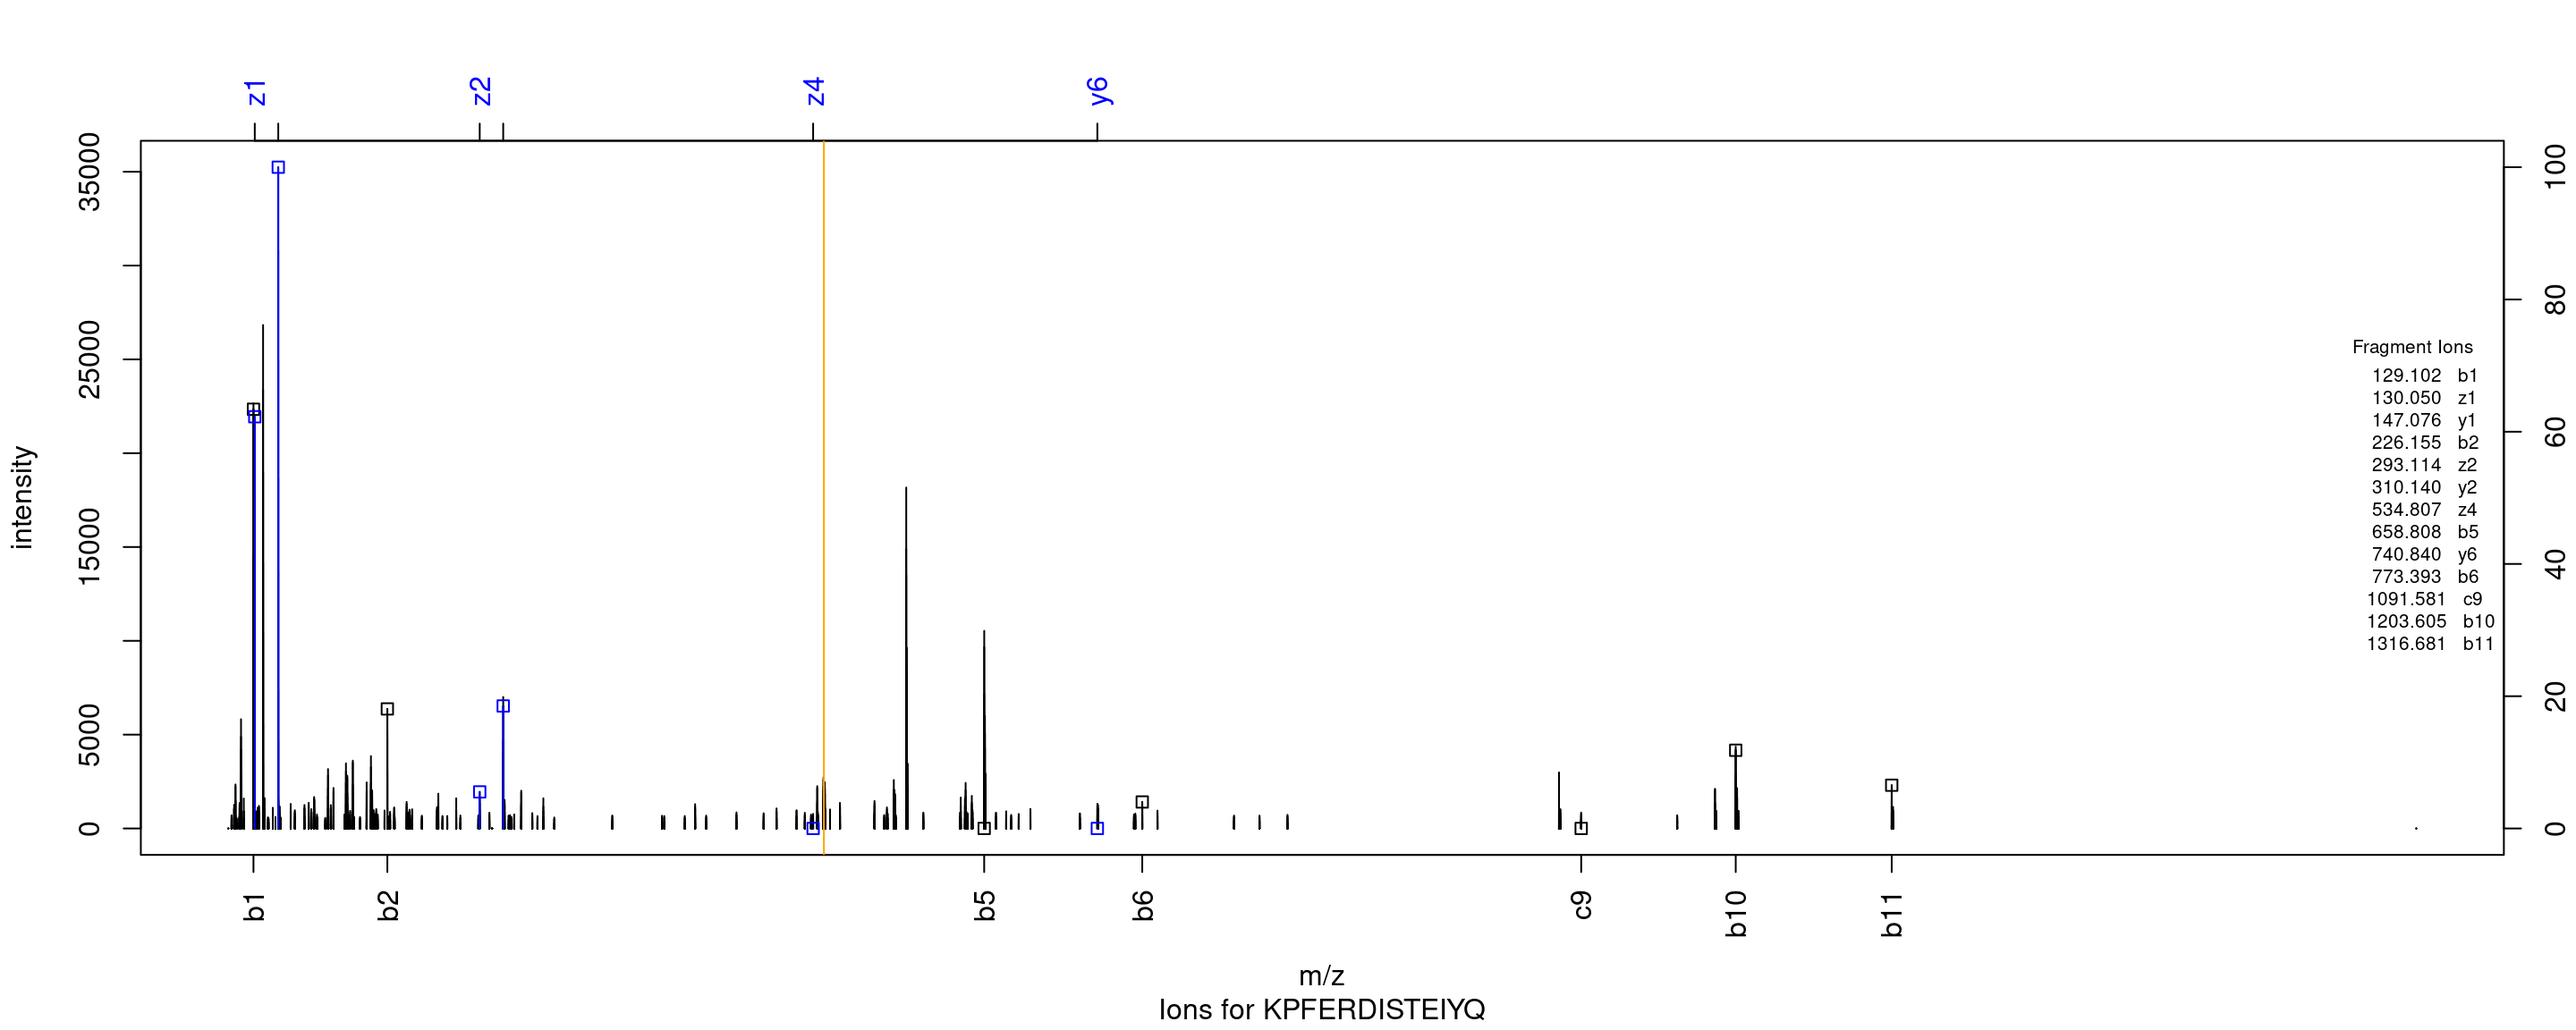 z1 z2 z4 y6
35000 25000 15000 5000 0
intensity
100 80 60 40 20 0
Fragment Ions
129.102 b1
130.050 z1
147.076 y1
226.155 b2
293.114 z2
310.140 y2
534.807 z4
658.808 b5
740.840 y6
773.393 b6
1091.581 c9
1203.605 b10
1316.681 b11
b1 b2 b5 b6 c9 b10 b11
m/z
Ions for KPFERDISTEIYQ